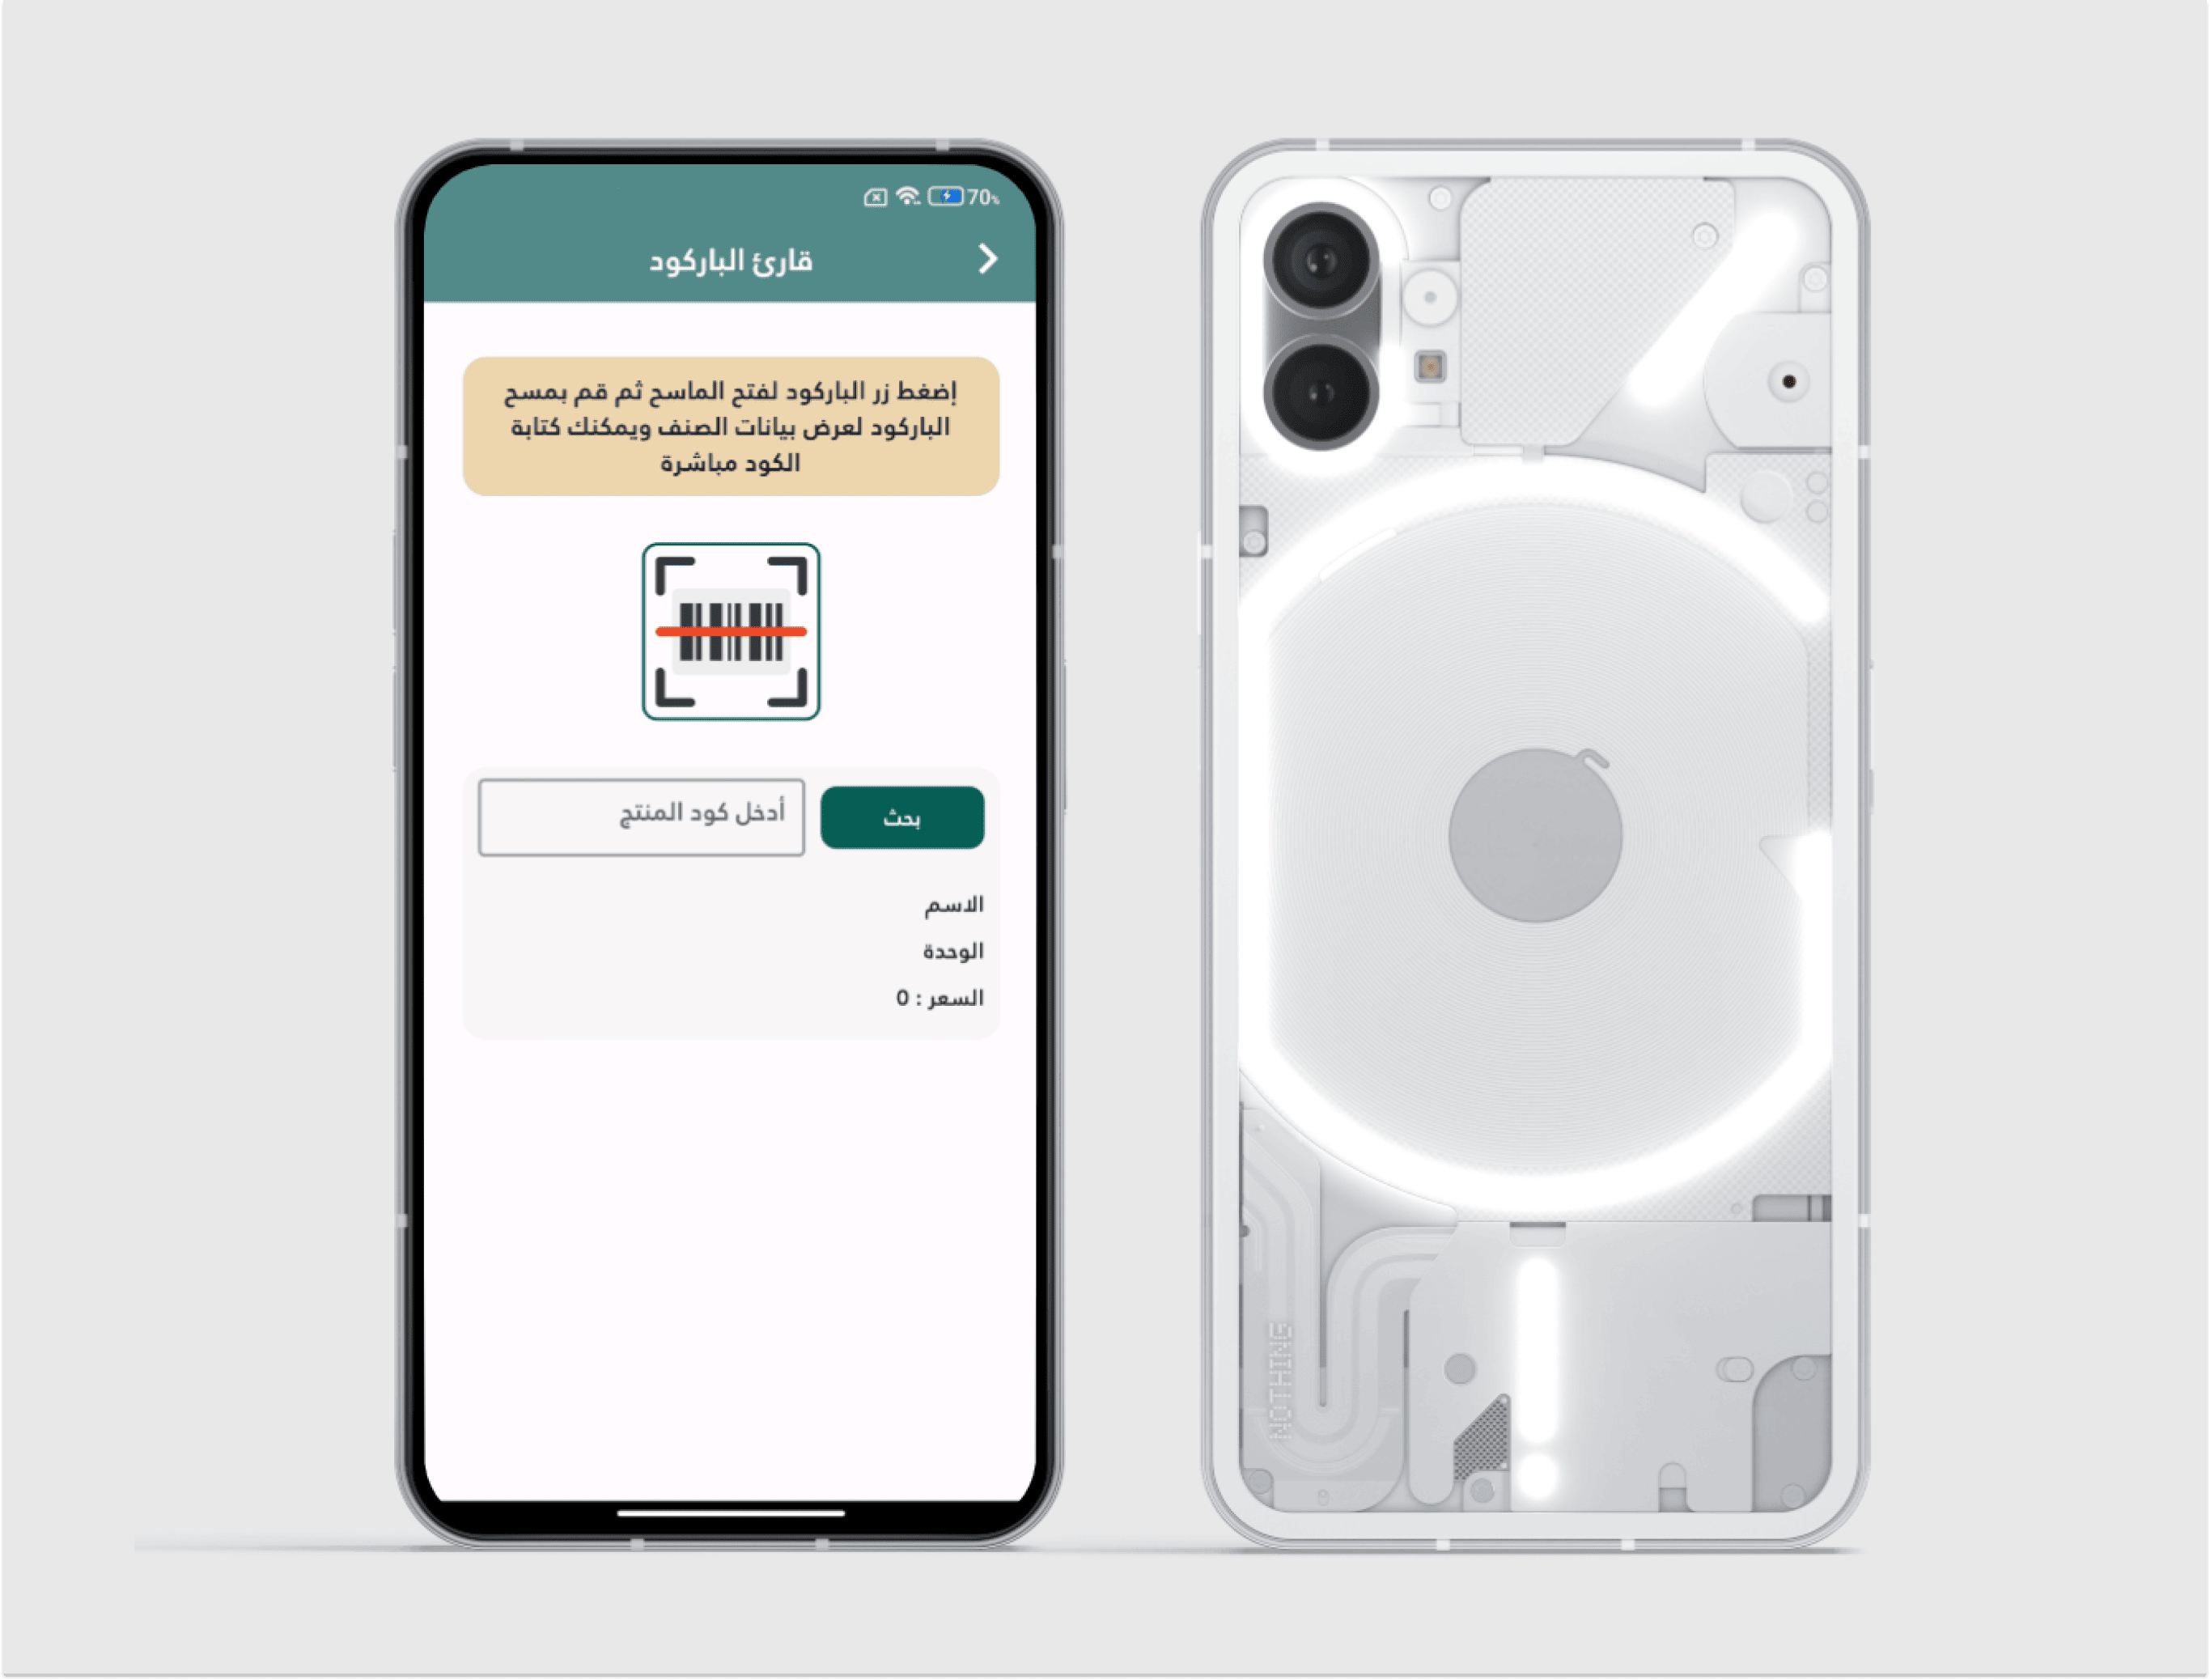 70%
قارئ الباركود
إضغط زر الباركود لفتح الماسح ثم قم بمسح
الباركود لعرض بيانات الصنف ويمكنك كتابة
الكود مباشرة
بحث
أدخل كود المنتج
الاسم
الوحدة
السعر : 0
NOTHING